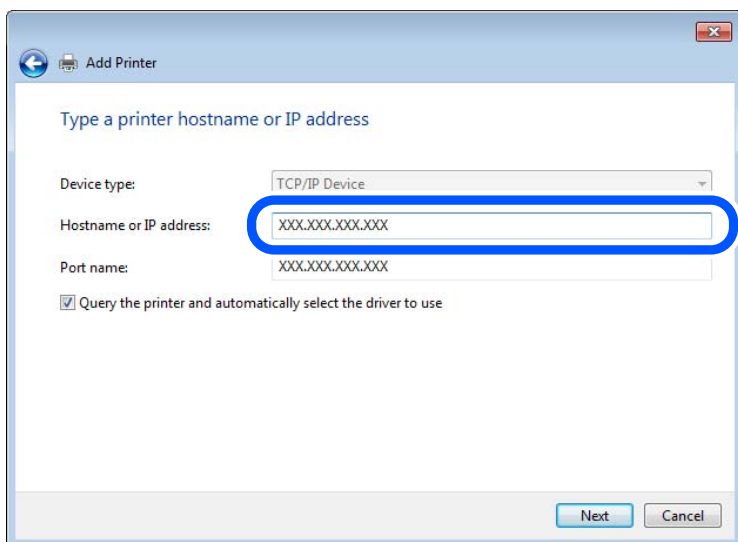 Add Printer
Type a printer hostname or IP address
Device type: TCP/IP Device
Hostname or IP address: XXX.XXX.XXX.XXX
Port name: XXX.XXX.XXX.XXX
Query the printer and automatically select the driver to use
Next Cancel